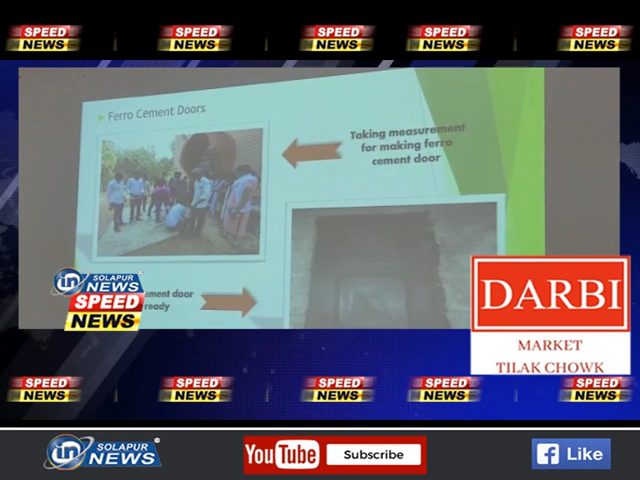 SPEED SPEED SPEED SPEED SPEED
NEWS NEWS NEWS NEWS NEWS
Ferro Cement Doors
Taking measurement
for making ferro
cement door
ement door
ready
in SOLAPUR
NEWS
SPEED
NEWS
DARBI
MARKET
TILAK CHOWK
SPEED SPEED SPEED SPEED SPEED
NEWS NEWS NEWS NEWS NEWS
in SOLAPUR
NEWS
YouTube Subscribe
f Like